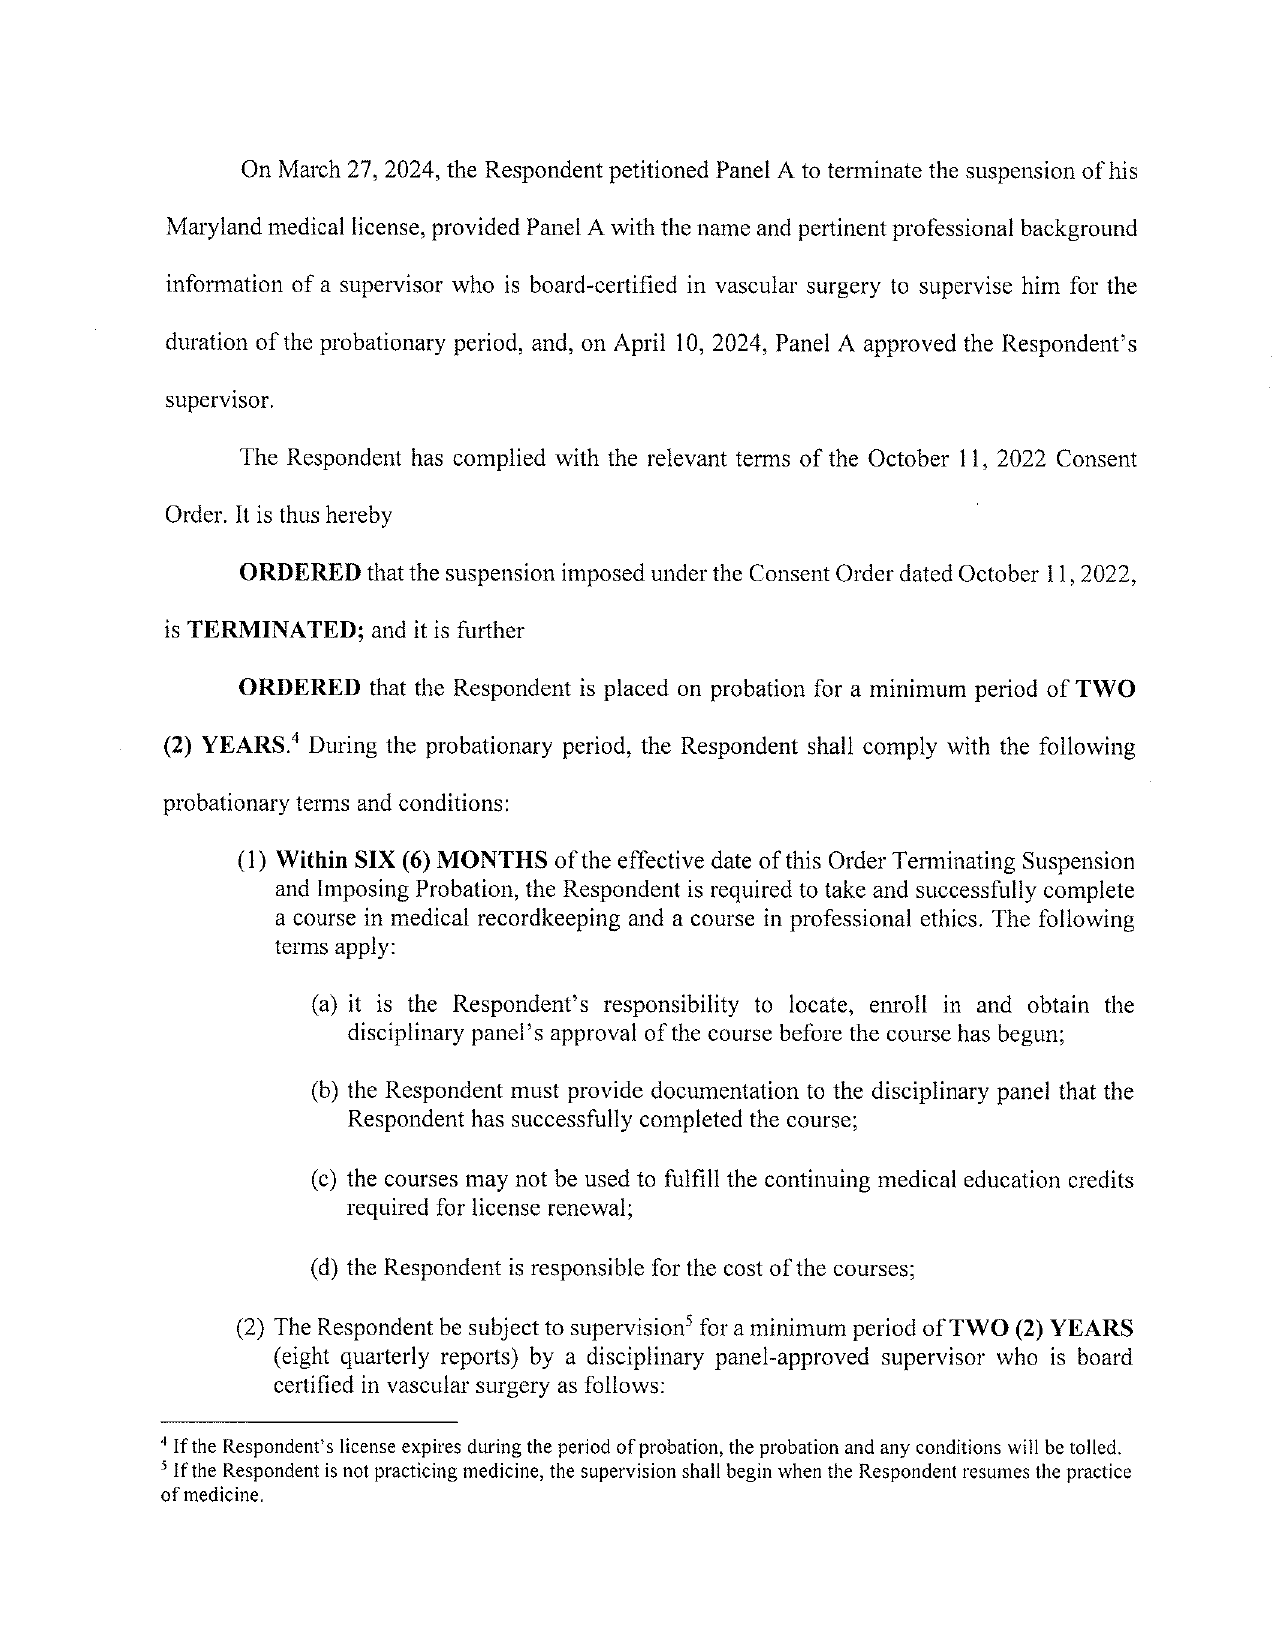 On March 27, 2024, the Respondent petitioned Panel A to terminate the suspension of his
Maryland medical license, provided Panel A with the name and pertinent professional background
information of a supervisor who is board-certified in vascular surgery to supervise him for the
duration of the probationary period, and, on April 10, 2024, Panel A approved the Respondent's
supervisor.
The Respondent has complied with the relevant terms of the October 11, 2022 Consent
Order. It is thus hereby
ORDERED that the suspension imposed under the Consent Order dated October 11, 2022,
is TERMINATED; and it is further
ORDERED that the Respondent is placed on probation for a minimum period of TWO
(2) YEARS.⁴ During the probationary period, the Respondent shall comply with the following
probationary terms and conditions:
(1) Within SIX (6) MONTHS of the effective date of this Order Terminating Suspension
and Imposing Probation, the Respondent is required to take and successfully complete
a course in medical recordkeeping and a course in professional ethics. The following
terms apply:
(a) it is the Respondent's responsibility to locate, enroll in and obtain the
disciplinary panel's approval of the course before the course has begun;
(b) the Respondent must provide documentation to the disciplinary panel that the
Respondent has successfully completed the course;
(c) the courses may not be used to fulfill the continuing medical education credits
required for license renewal;
(d) the Respondent is responsible for the cost of the courses;
(2) The Respondent be subject to supervision⁵ for a minimum period of TWO (2) YEARS
(eight quarterly reports) by a disciplinary panel-approved supervisor who is board
certified in vascular surgery as follows:
⁴ If the Respondent's license expires during the period of probation, the probation and any conditions will be tolled.
⁵ If the Respondent is not practicing medicine, the supervision shall begin when the Respondent resumes the practice
of medicine.